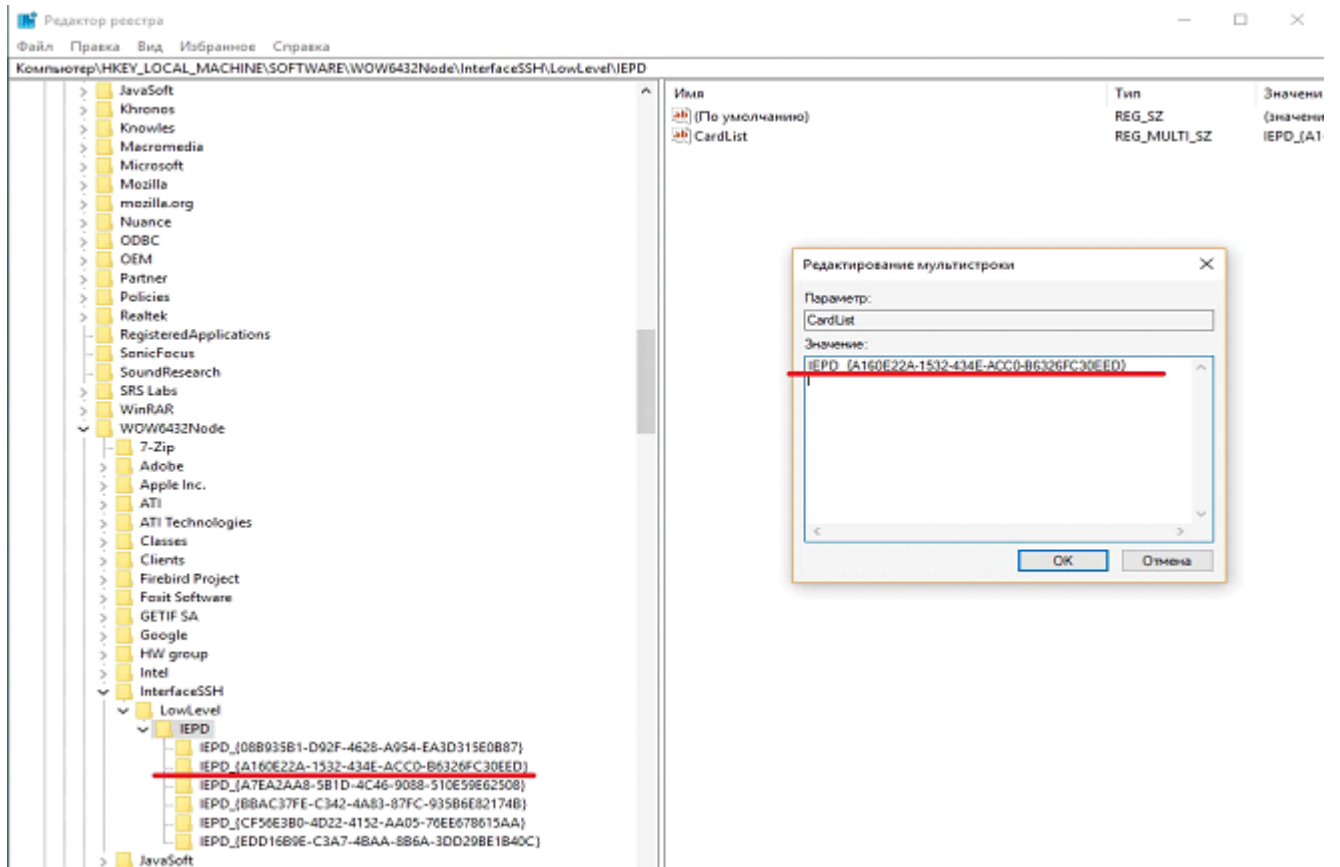 Редактор реестра
Файл Правка Вид Избранное Справка
Компьютер\HKEY_LOCAL_MACHINE\SOFTWARE\WOW6432Node\InterfaceSSH\LowLevel\IEPD
JavaSoft
Khronos
Knowles
Macromedia
Microsoft
Mozilla
mozilla.org
Nuance
ODBC
OEM
Partner
Policies
Realtek
RegisteredApplications
SonicFocus
SoundResearch
SRS Labs
WinRAR
WOW6432Node
7-Zip
Adobe
Apple Inc.
ATI
ATI Technologies
Classes
Clients
Firebird Project
Foxit Software
GETIF SA
Google
HW group
Intel
InterfaceSSH
LowLevel
IEPD
IEPD_{08B935B1-D92F-4628-A954-EA3D315E0B87}
IEPD_{A160E22A-1532-434E-ACC0-B6326FC30EED}
IEPD_{A7EA2AA8-5B1D-4C46-9088-510E59E62508}
IEPD_{BBAC37FE-C342-4A83-87FC-935B6E82174B}
IEPD_{CF56E3B0-4D22-4152-AA05-76EE678615AA}
IEPD_{EDD16B9E-C3A7-4BAA-8B6A-3DD29BE1B40C}
JavaSoft
Имя Тип Значени
(По умолчанию) REG_SZ (значени
CardList REG_MULTI_SZ IEPD_{A1
Редактирование мультистроки
Параметр:
CardList
Значение:
IEPD_{A160E22A-1532-434E-ACC0-B6326FC30EED}
OK Отмена